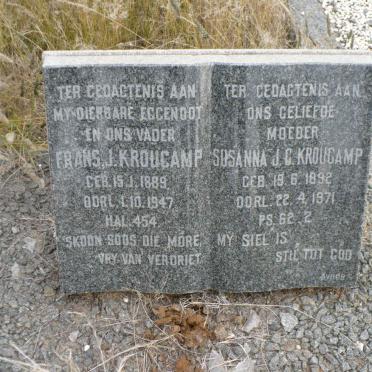 TER GEDAGTENIS AAN
MY DIERBARE EGGENOOT
EN ONS VADER
FRANS. J. KROUCAMP
GEB. 15. 1. 1889
OORL. 1. 10. 1947
HAL. 454
SKOON SOOS DIE MÔRE,
VRY VAN VERDRIET
TER GEDAGTENIS AAN
ONS GELIEFDE
MOEDER
SUSANNA J. C. KROUCAMP
GEB. 19. 6. 1892
OORL. 22. 4. 1971
PS. 62. 2
MY SIEL IS
STIL TOT GOD